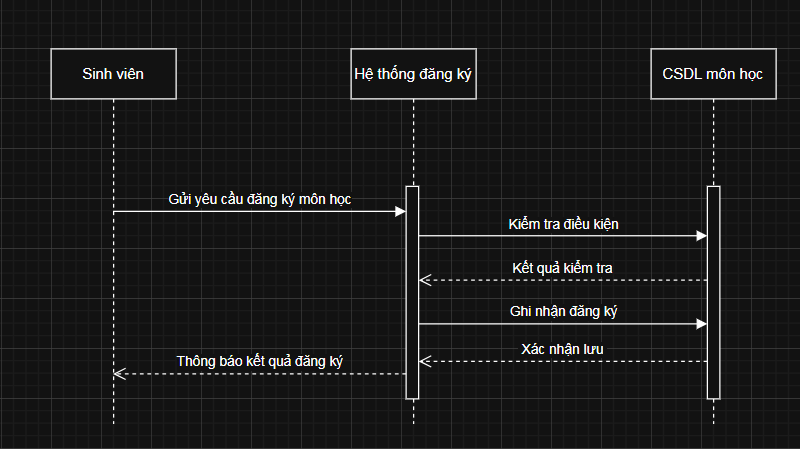 Sinh viên
Hệ thống đăng ký
CSDL môn học
Gửi yêu cầu đăng ký môn học
Kiểm tra điều kiện
Kết quả kiểm tra
Ghi nhận đăng ký
Xác nhận lưu
Thông báo kết quả đăng ký